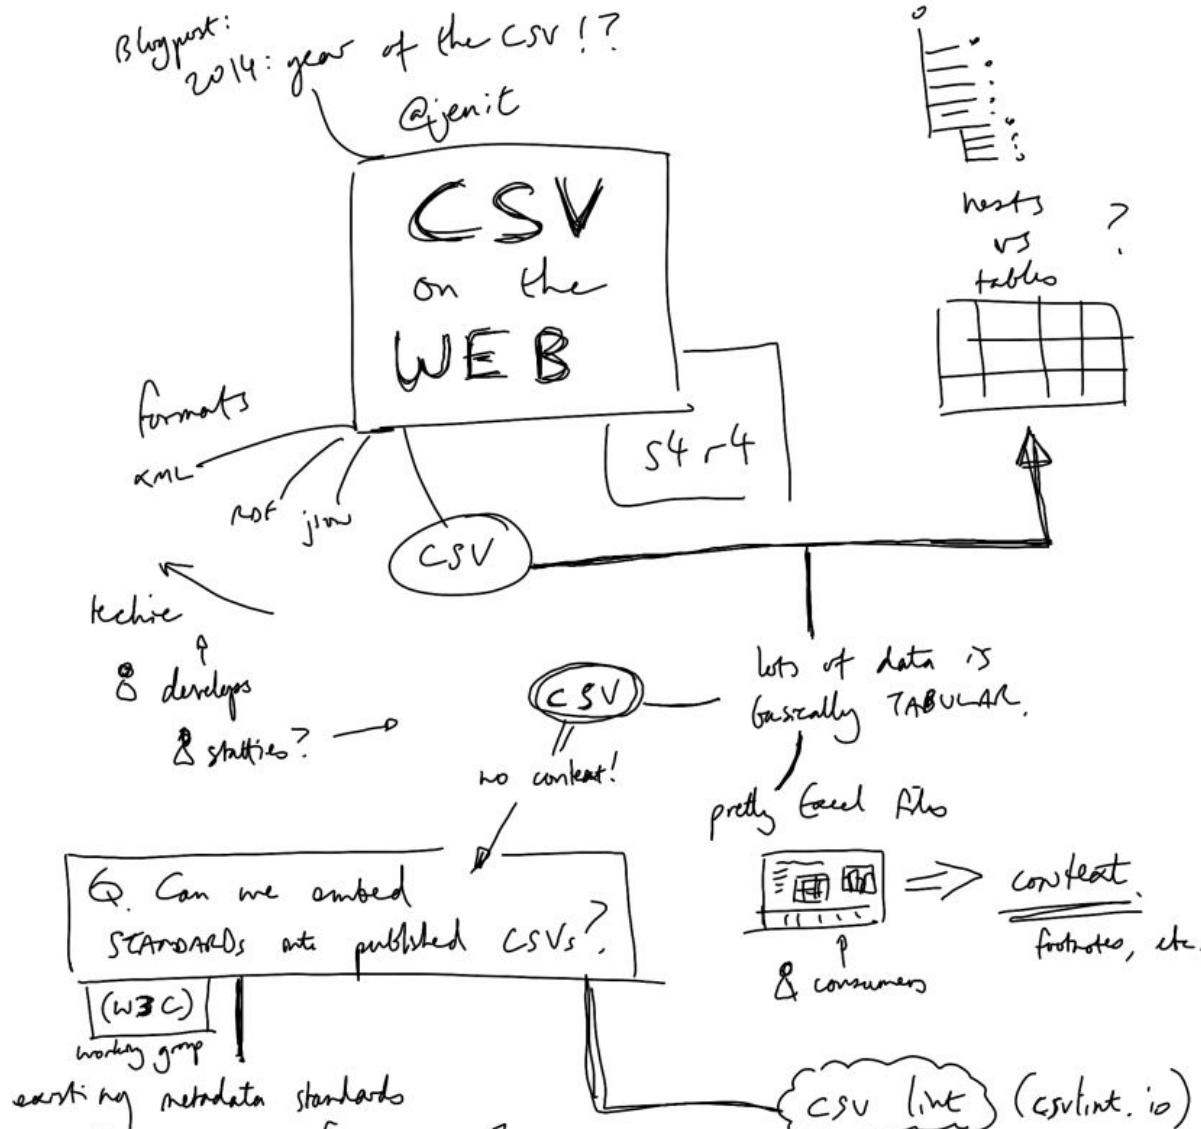 Blogpost:
2014: year of the CSV!?
@jenit
CSV
on the
WEB
nests
vs
tables
?
formats
XML
RDF
json
S4 r4
CSV
techie
develops
statties?
CSV
no context!
lots of data is
basically TABULAR.
pretty Excel files
context.
footnotes, etc.
consumers
Q. Can we embed
STANDARDS into published CSVs?
(W3C)
working group
existing metadata standards
CSV lint (csvlint.io)